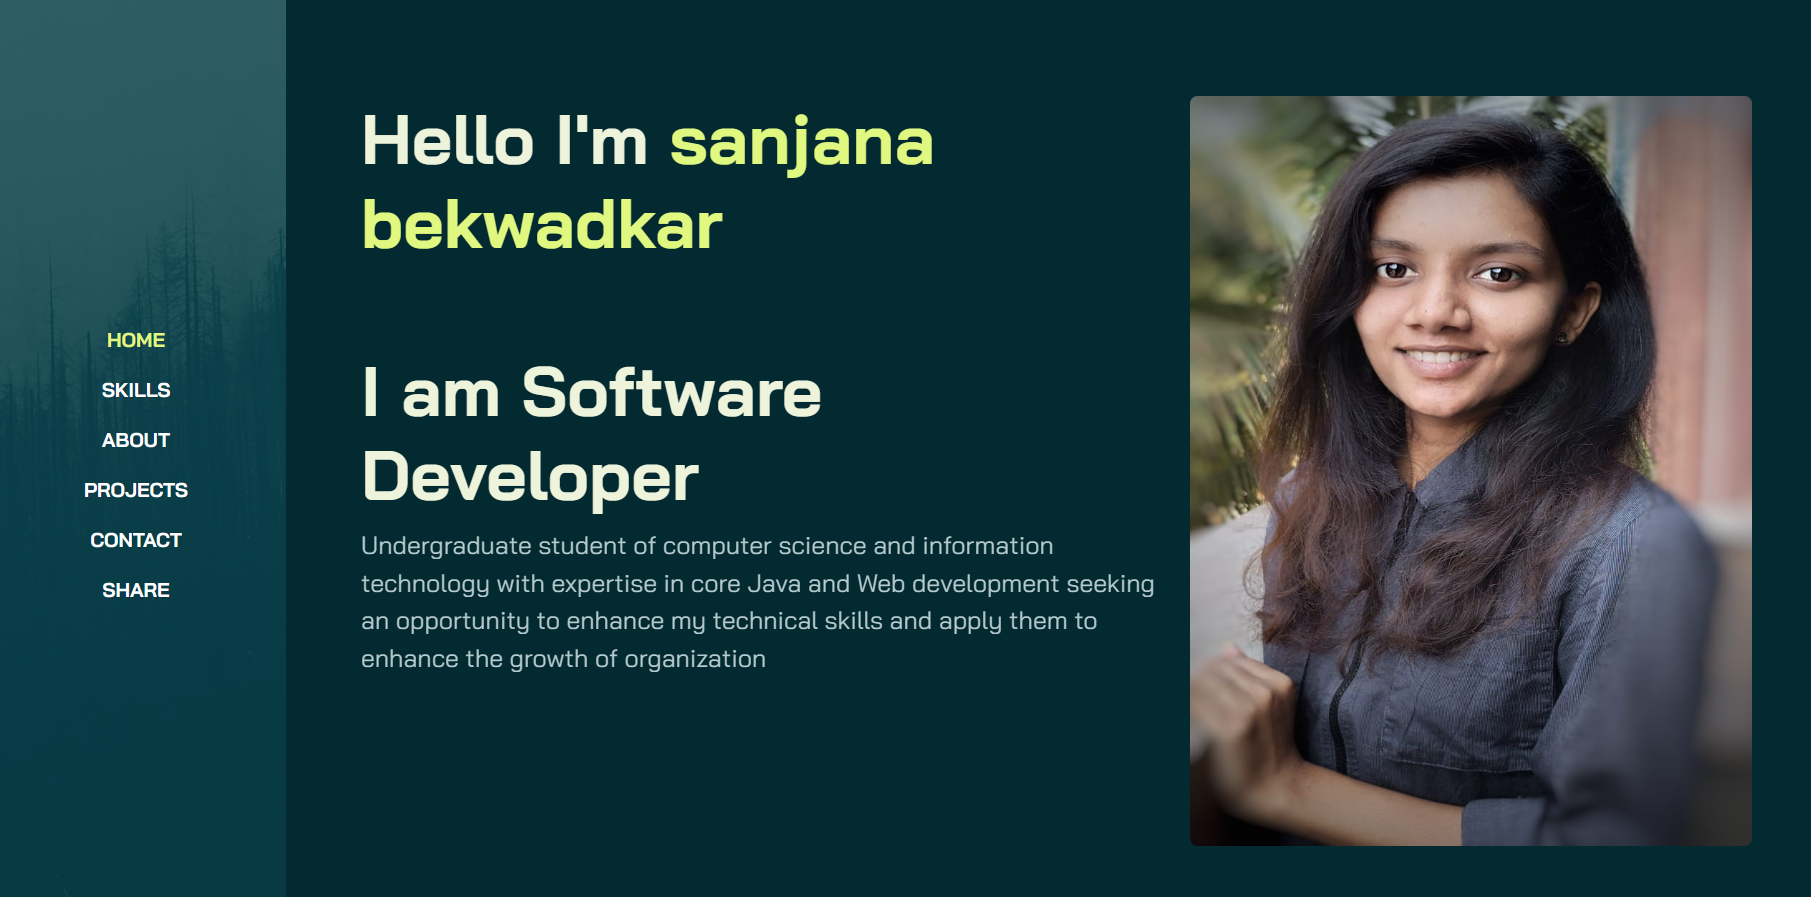 HOME
SKILLS
ABOUT
PROJECTS
CONTACT
SHARE
Hello I'm sanjana
bekwadkar
I am Software
Developer
Undergraduate student of computer science and information
technology with expertise in core Java and Web development seeking
an opportunity to enhance my technical skills and apply them to
enhance the growth of organization